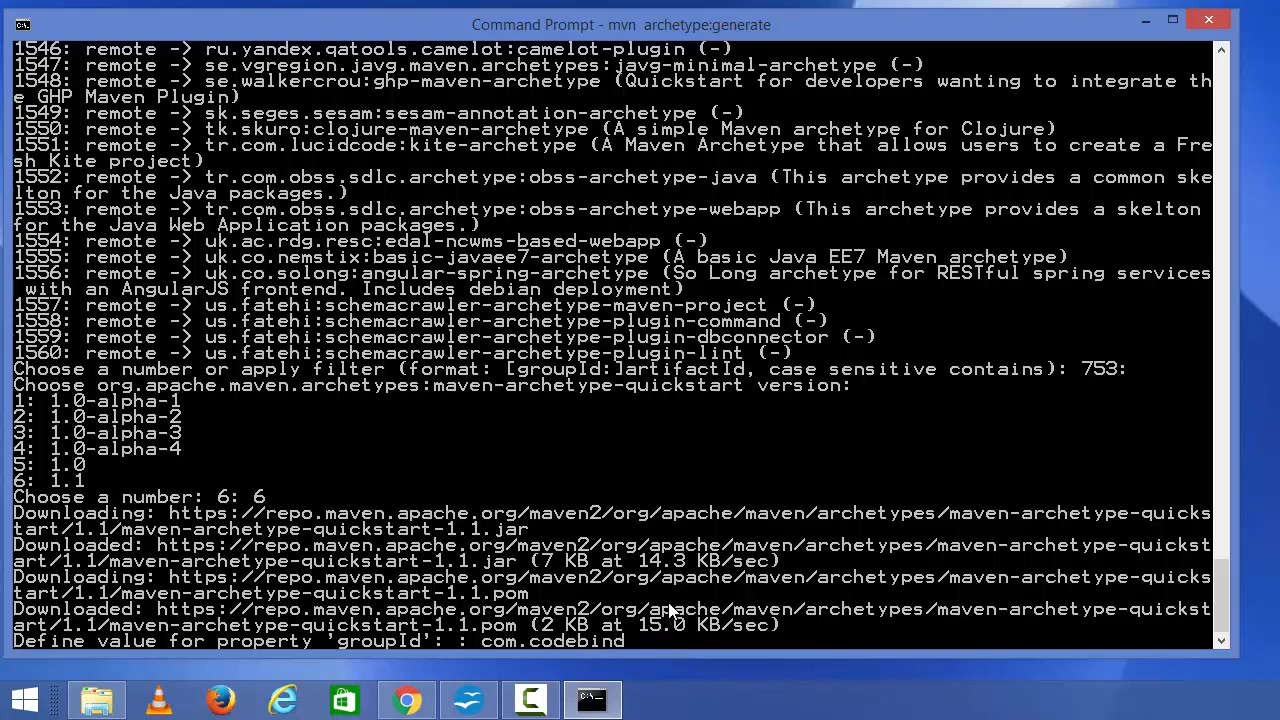 Command Prompt - mvn archetype:generate
1546: remote -> ru.yandex.qatools.camelot:camelot-plugin (-)
1547: remote -> se.vgregion.javg.maven.archetypes:javg-minimal-archetype (-)
1548: remote -> se.walkercrou:ghp-maven-archetype (Quickstart for developers wanting to integrate th
e GHP Maven Plugin)
1549: remote -> sk.seges.sesam:sesam-annotation-archetype (-)
1550: remote -> tk.skuro:clojure-maven-archetype (A simple Maven archetype for Clojure)
1551: remote -> tr.com.lucidcode:kite-archetype (A Maven Archetype that allows users to create a Fre
sh Kite project)
1552: remote -> tr.com.obss.sdlc.archetype:obss-archetype-java (This archetype provides a common ske
lton for the Java packages.)
1553: remote -> tr.com.obss.sdlc.archetype:obss-archetype-webapp (This archetype provides a skelton
for the Java Web Application packages.)
1554: remote -> uk.ac.rdg.resc:edal-ncwms-based-webapp (-)
1555: remote -> uk.co.nemstix:basic-javaee7-archetype (A basic Java EE7 Maven archetype)
1556: remote -> uk.co.solong:angular-spring-archetype (So Long archetype for RESTful spring services
with an AngularJS frontend. Includes debian deployment)
1557: remote -> us.fatehi:schemacrawler-archetype-maven-project (-)
1558: remote -> us.fatehi:schemacrawler-archetype-plugin-command (-)
1559: remote -> us.fatehi:schemacrawler-archetype-plugin-dbconnector (-)
1560: remote -> us.fatehi:schemacrawler-archetype-plugin-lint (-)
Choose a number or apply filter (format: [groupId:]artifactId, case sensitive contains): 753:
Choose org.apache.maven.archetypes:maven-archetype-quickstart version:
1: 1.0-alpha-1
2: 1.0-alpha-2
3: 1.0-alpha-3
4: 1.0-alpha-4
5: 1.0
6: 1.1
Choose a number: 6: 6
Downloading: https://repo.maven.apache.org/maven2/org/apache/maven/archetypes/maven-archetype-quicks
tart/1.1/maven-archetype-quickstart-1.1.jar
Downloaded: https://repo.maven.apache.org/maven2/org/apache/maven/archetypes/maven-archetype-quickst
art/1.1/maven-archetype-quickstart-1.1.jar (7 KB at 14.3 KB/sec)
Downloading: https://repo.maven.apache.org/maven2/org/apache/maven/archetypes/maven-archetype-quicks
tart/1.1/maven-archetype-quickstart-1.1.pom
Downloaded: https://repo.maven.apache.org/maven2/org/apache/maven/archetypes/maven-archetype-quickst
art/1.1/maven-archetype-quickstart-1.1.pom (2 KB at 15.0 KB/sec)
Define value for property 'groupId': : com.codebind